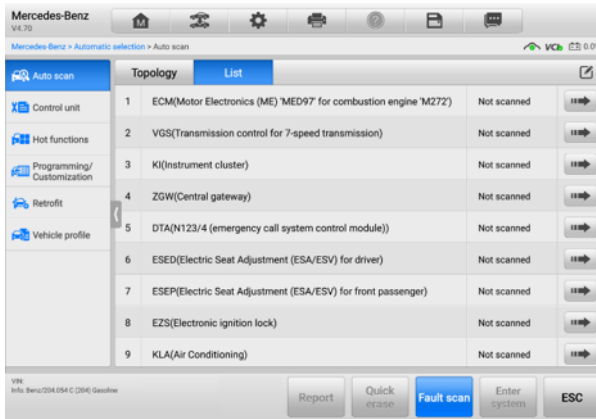 Mercedes-Benz
V4.70
Mercedes-Benz > Automatic selection > Auto scan
VCI 0.0V
Auto scan
Control unit
Hot functions
Programming/
Customization
Retrofit
Vehicle profile
Topology List
1 ECM(Motor Electronics (ME) 'MED97' for combustion engine 'M272') Not scanned
2 VGS(Transmission control for 7-speed transmission) Not scanned
3 KI(Instrument cluster) Not scanned
4 ZGW(Central gateway) Not scanned
5 DTA(N123/4 (emergency call system control module)) Not scanned
6 ESED(Electric Seat Adjustment (ESA/ESV) for driver) Not scanned
7 ESEP(Electric Seat Adjustment (ESA/ESV) for front passenger) Not scanned
8 EZS(Electronic ignition lock) Not scanned
9 KLA(Air Conditioning) Not scanned
VIN:
Info: Benz/204.054 C (204) Gasoline
Report
Quick
erase
Fault scan
Enter
system
ESC